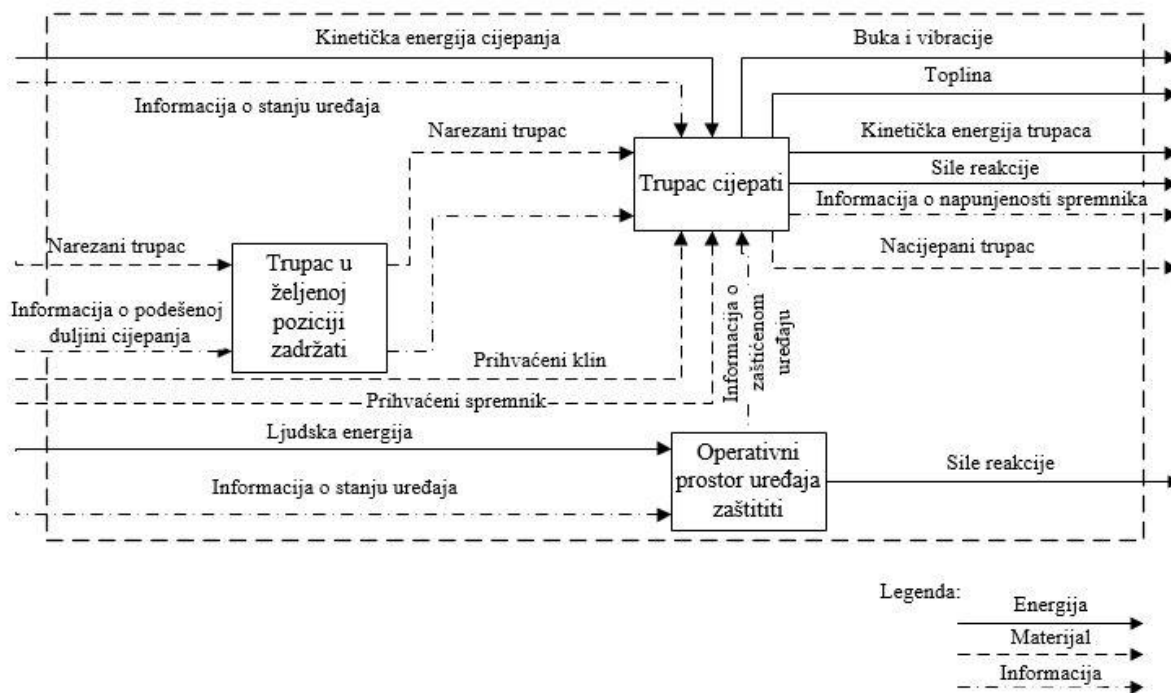 Kinetička energija cijepanja
Buka i vibracije
Toplina
Informacija o stanju uređaja
Narezani trupac
Kinetička energija trupaca
Trupac cijepati
Sile reakcije
Informacija o napunjenosti spremnika
Narezani trupac
Nacijepani trupac
Trupac u
željenoj
poziciji
zadržati
Informacija o podešenoj
duljini cijepanja
Informacija o
zaštićenom
uređaju
Prihvaćeni klin
Prihvaćeni spremnik
Ljudska energija
Operativni
prostor uređaja
zaštititi
Sile reakcije
Informacija o stanju uređaja
Legenda:
Energija
Materijal
Informacija